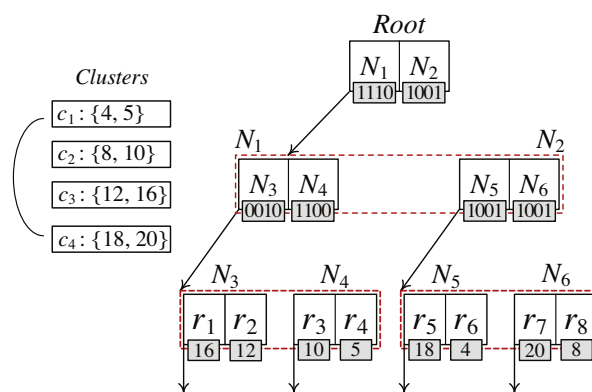 Root
N1 N2
1110 1001
Clusters
c1: {4, 5}
c2: {8, 10}
c3: {12, 16}
c4: {18, 20}
N1 N2
N3 N4 N5 N6
0010 1100 1001 1001
N3 N4 N5 N6
r1 r2 r3 r4 r5 r6 r7 r8
16 12 10 5 18 4 20 8